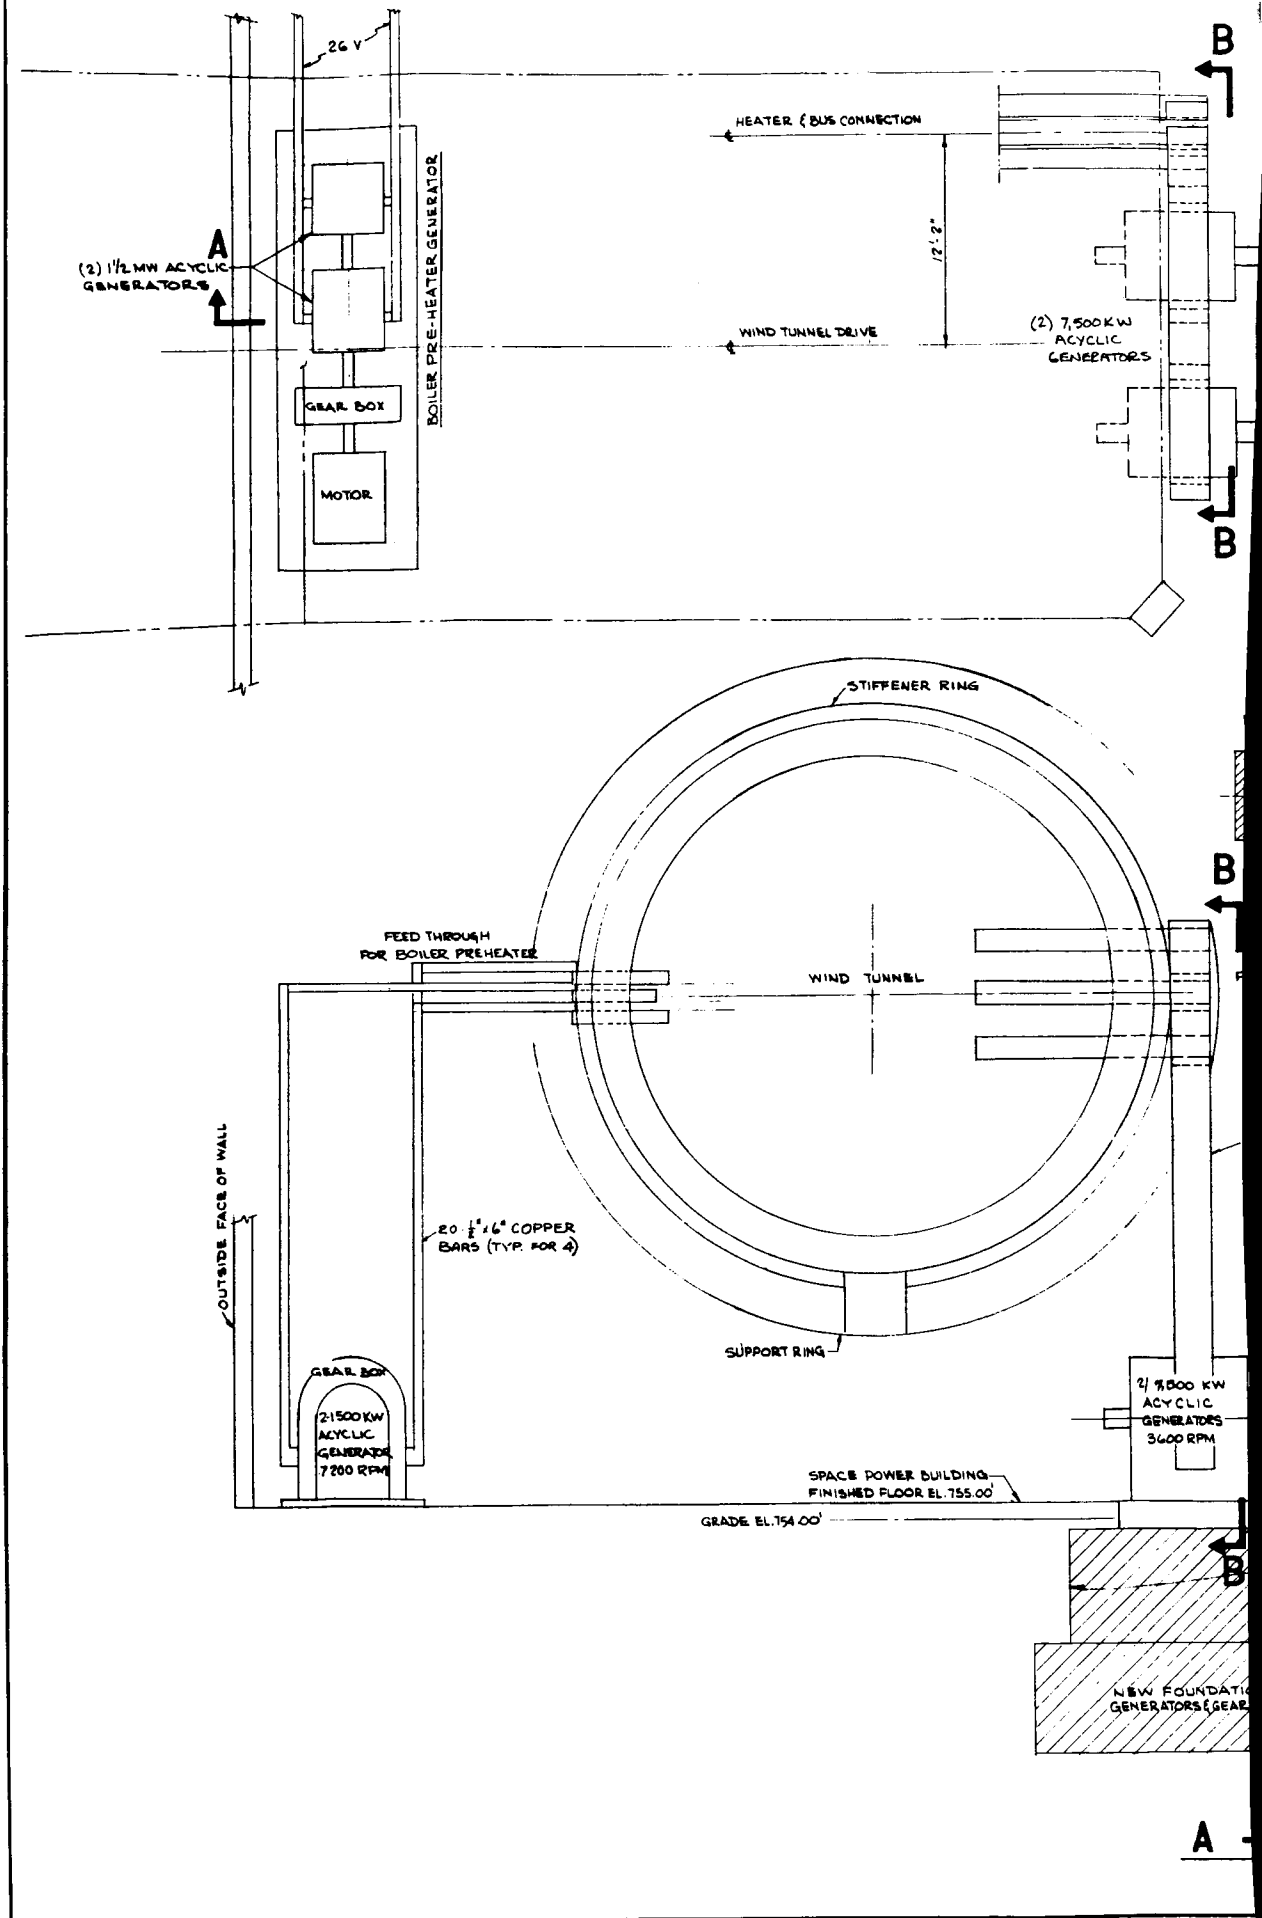 B
26 V
HEATER & BUS CONNECTION
BOILER PRE-HEATER GENERATOR
12'-2"
A
(2) 1½ MW ACYCLIC
GENERATORS
(2) 7,500 KW
ACYCLIC
GENERATORS
WIND TUNNEL DRIVE
GEAR BOX
MOTOR
B
STIFFENER RING
B
FEED THROUGH
FOR BOILER PREHEATER
WIND TUNNEL
OUTSIDE FACE OF WALL
20 ½" x 6" COPPER
BARS (TYP. FOR 4)
SUPPORT RING
GEAR BOX
2-1500 KW
ACYCLIC
GENERATOR
7200 RPM
2/ 7,500 KW
ACYCLIC
GENERATORS
3600 RPM
SPACE POWER BUILDING
FINISHED FLOOR EL. 755.00'
GRADE EL. 754.00'
B
NEW FOUNDATIO
GENERATORS & GEAR
A